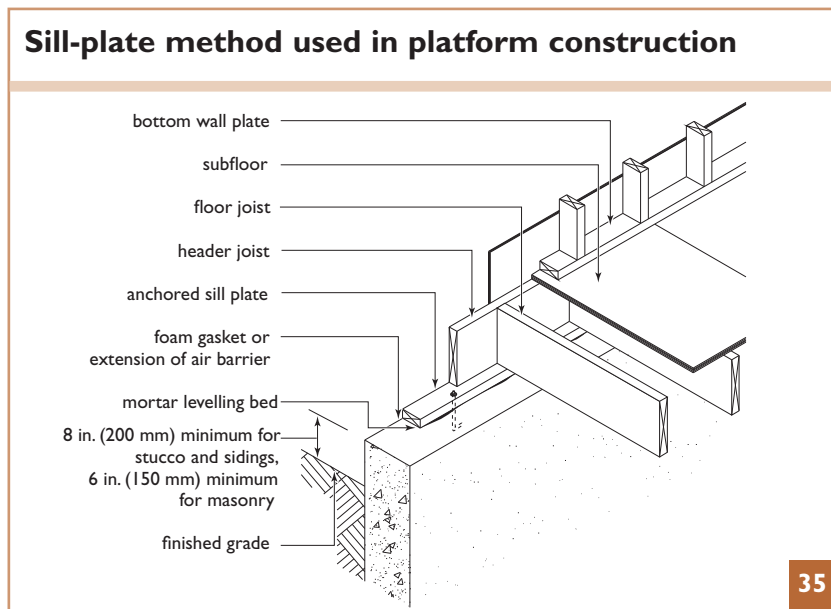 Sill-plate method used in platform construction
bottom wall plate
subfloor
floor joist
header joist
anchored sill plate
foam gasket or
extension of air barrier
mortar levelling bed
8 in. (200 mm) minimum for
stucco and sidings,
6 in. (150 mm) minimum
for masonry
finished grade
35